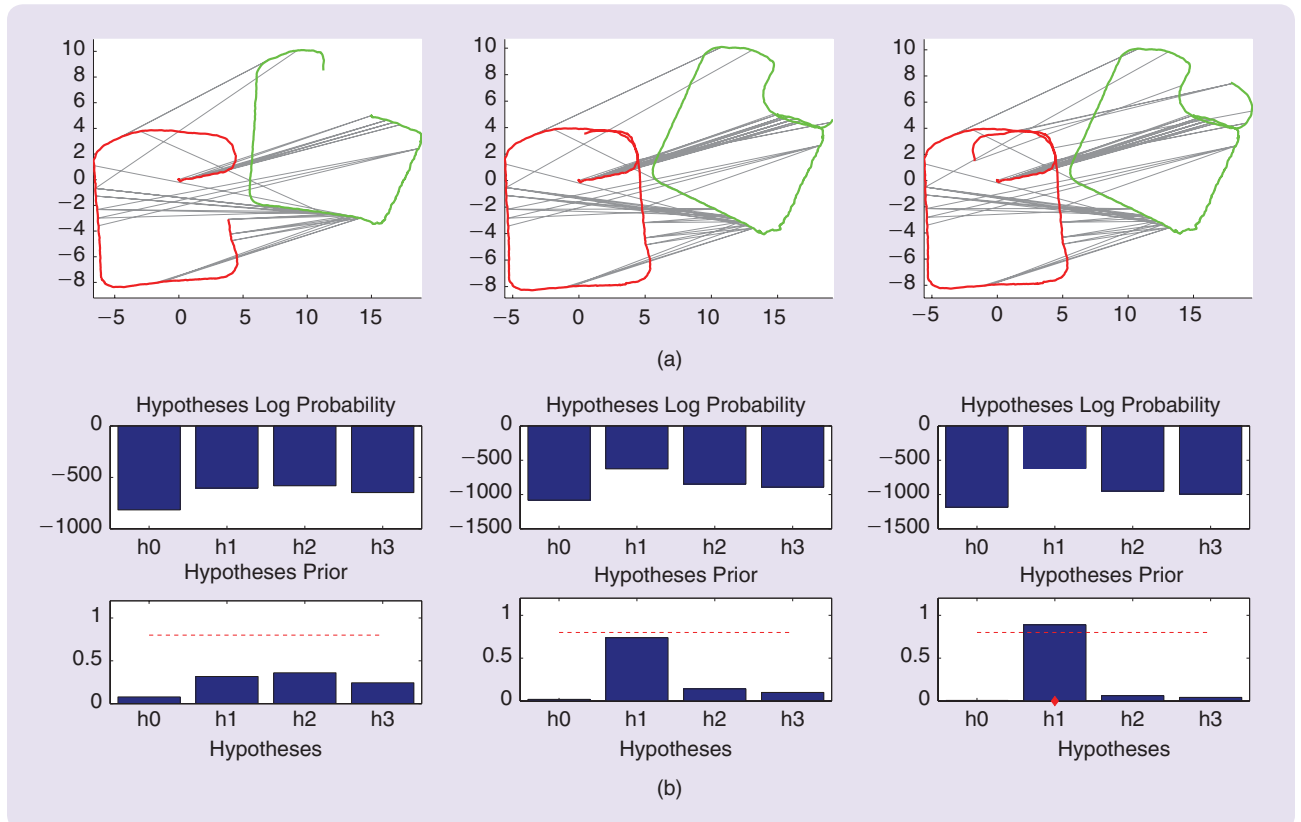 10
8
6
4
2
0
−2
−4
−6
−8
−5 0 5 10 15
10
8
6
4
2
0
−2
−4
−6
−8
−5 0 5 10 15
10
8
6
4
2
0
−2
−4
−6
−8
−5 0 5 10 15
(a)
Hypotheses Log Probability
0
−500
−1000
h0 h1 h2 h3
Hypotheses Log Probability
0
−500
−1000
−1500
h0 h1 h2 h3
Hypotheses Log Probability
0
−500
−1000
−1500
h0 h1 h2 h3
Hypotheses Prior
1
0.5
0
h0 h1 h2 h3
Hypotheses
Hypotheses Prior
1
0.5
0
h0 h1 h2 h3
Hypotheses
Hypotheses Prior
1
0.5
0
h0 h1 h2 h3
Hypotheses
(b)